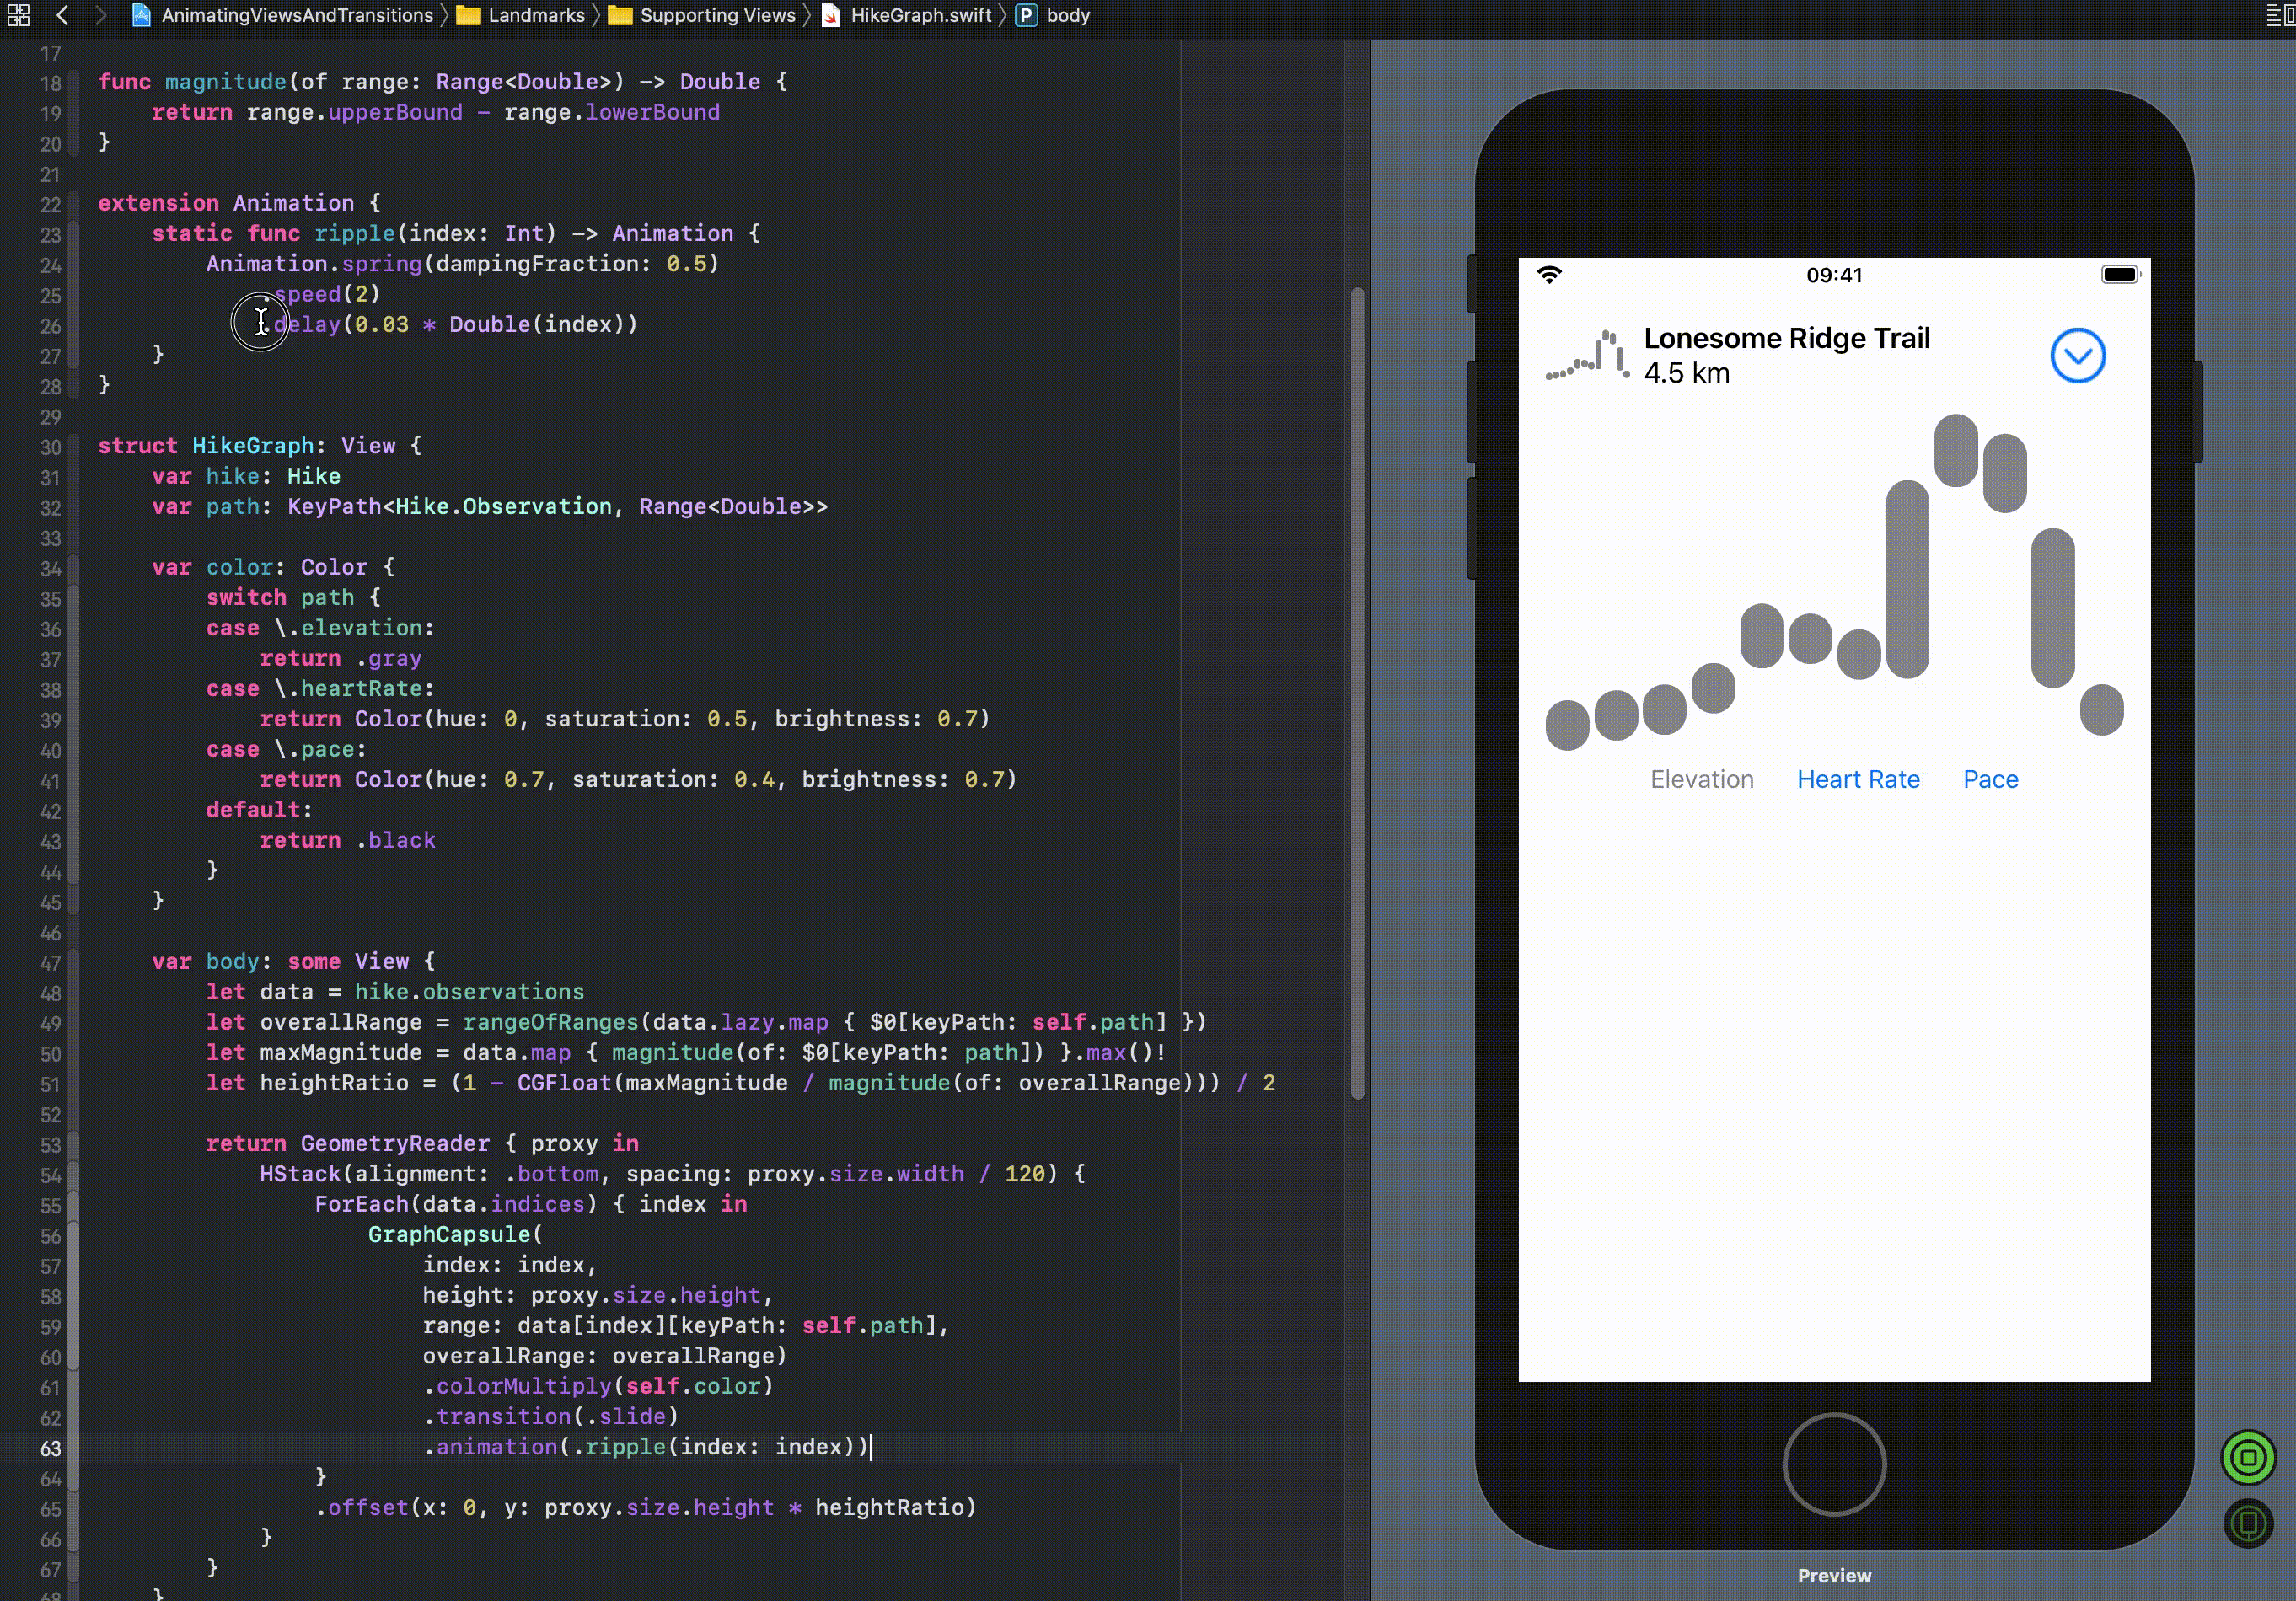 AnimatingViewsAndTransitions 〉 Landmarks 〉 Supporting Views 〉 HikeGraph.swift 〉 P body
17
18 func magnitude(of range: Range<Double>) -> Double {
19     return range.upperBound - range.lowerBound
20 }
21
22 extension Animation {
23     static func ripple(index: Int) -> Animation {
24         Animation.spring(dampingFraction: 0.5)
25             .speed(2)
26             .delay(0.03 * Double(index))
27     }
28 }
29
30 struct HikeGraph: View {
31     var hike: Hike
32     var path: KeyPath<Hike.Observation, Range<Double>>
33
34     var color: Color {
35         switch path {
36         case \.elevation:
37             return .gray
38         case \.heartRate:
39             return Color(hue: 0, saturation: 0.5, brightness: 0.7)
40         case \.pace:
41             return Color(hue: 0.7, saturation: 0.4, brightness: 0.7)
42         default:
43             return .black
44         }
45     }
46
47     var body: some View {
48         let data = hike.observations
49         let overallRange = rangeOfRanges(data.lazy.map { $0[keyPath: self.path] })
50         let maxMagnitude = data.map { magnitude(of: $0[keyPath: path]) }.max()!
51         let heightRatio = (1 - CGFloat(maxMagnitude / magnitude(of: overallRange))) / 2
52
53         return GeometryReader { proxy in
54             HStack(alignment: .bottom, spacing: proxy.size.width / 120) {
55                 ForEach(data.indices) { index in
56                     GraphCapsule(
57                         index: index,
58                         height: proxy.size.height,
59                         range: data[index][keyPath: self.path],
60                         overallRange: overallRange)
61                         .colorMultiply(self.color)
62                         .transition(.slide)
63                         .animation(.ripple(index: index))
64                 }
65                 .offset(x: 0, y: proxy.size.height * heightRatio)
66             }
67         }
68     }
09:41
Lonesome Ridge Trail
4.5 km
Elevation Heart Rate Pace
Preview